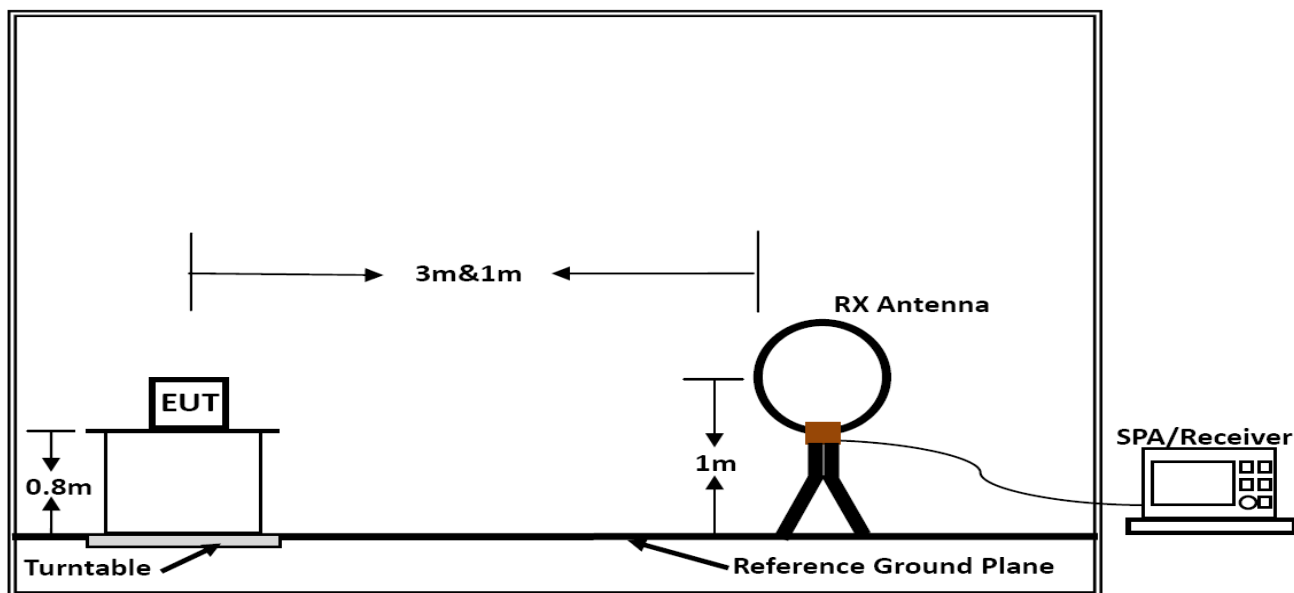 3m&1m
RX Antenna
EUT
SPA/Receiver
1m
0.8m
Turntable
Reference Ground Plane